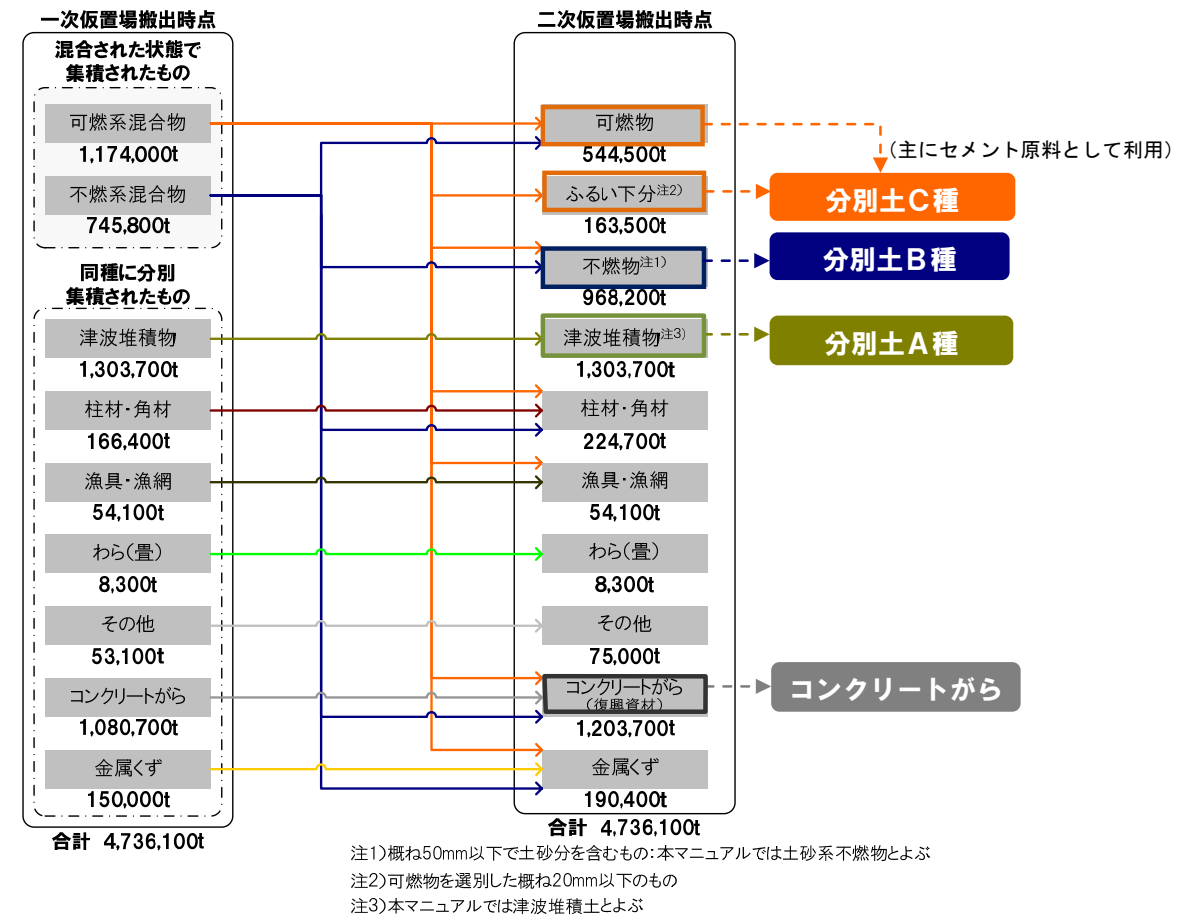 一次仮置場搬出時点
混合された状態で
集積されたもの
可燃系混合物
1,174,000t
不燃系混合物
745,800t
同種に分別
集積されたもの
津波堆積物
1,303,700t
柱材・角材
166,400t
漁具・漁網
54,100t
わら(畳)
8,300t
その他
53,100t
コンクリートがら
1,080,700t
金属くず
150,000t
合計 4,736,100t
二次仮置場搬出時点
可燃物
544,500t
ふるい下分注2)
163,500t
不燃物注1)
968,200t
津波堆積物注3)
1,303,700t
柱材・角材
224,700t
漁具・漁網
54,100t
わら(畳)
8,300t
その他
75,000t
コンクリートがら
(復興資材)
1,203,700t
金属くず
190,400t
合計 4,736,100t
(主にセメント原料として利用)
分別土C種
分別土B種
分別土A種
コンクリートがら
注1)概ね50mm以下で土砂分を含むもの:本マニュアルでは土砂系不燃物とよぶ
注2)可燃物を選別した概ね20mm以下のもの
注3)本マニュアルでは津波堆積土とよぶ